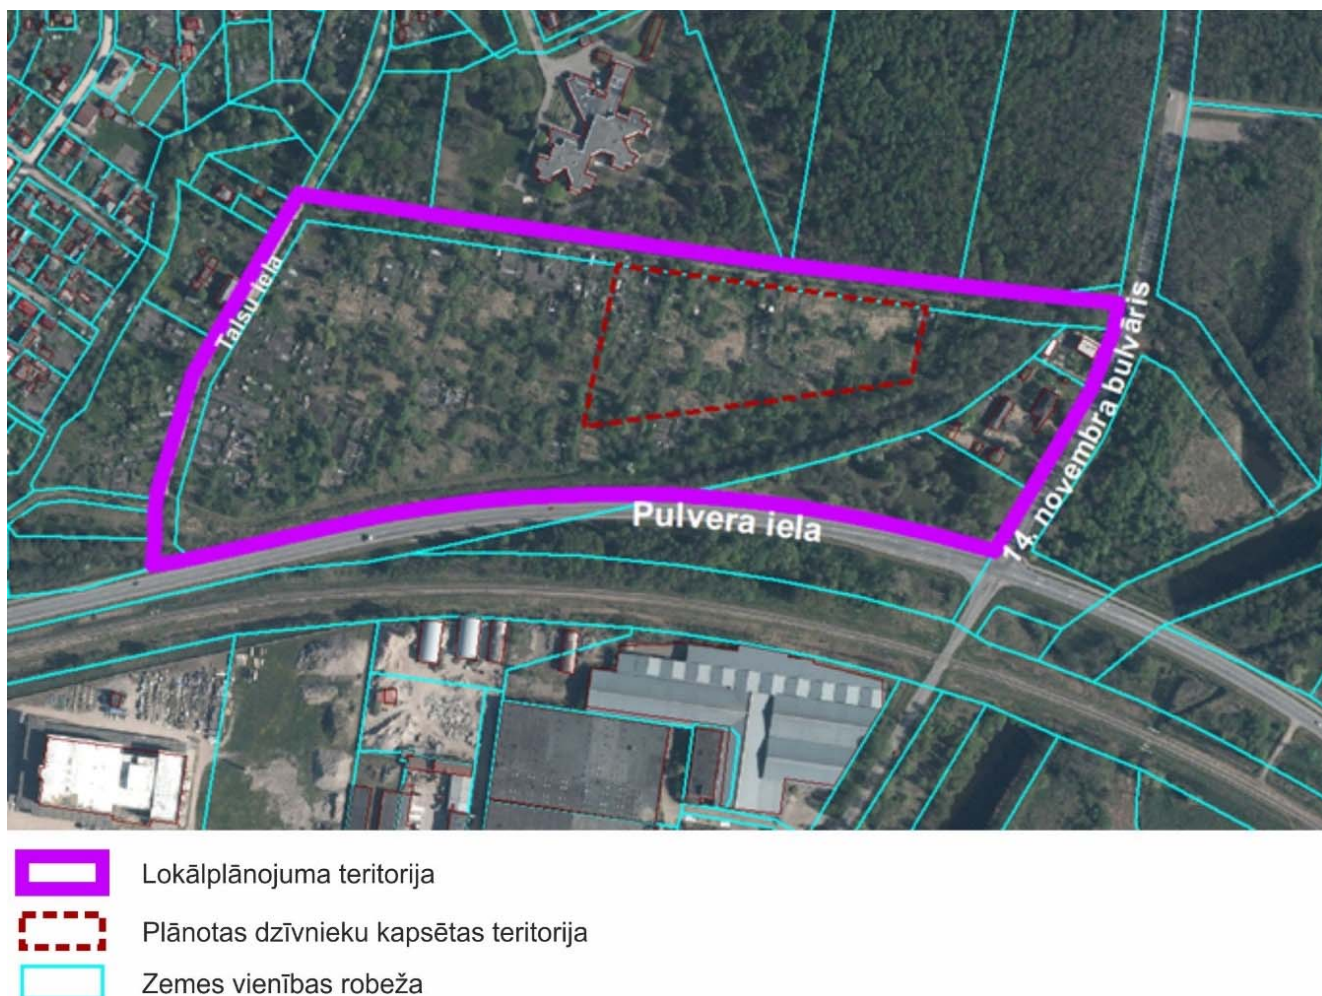 Talsu iela
14. novembra bulvāris
Pulvera iela
Lokālplānojuma teritorija
Plānotas dzīvnieku kapsētas teritorija
Zemes vienības robeža